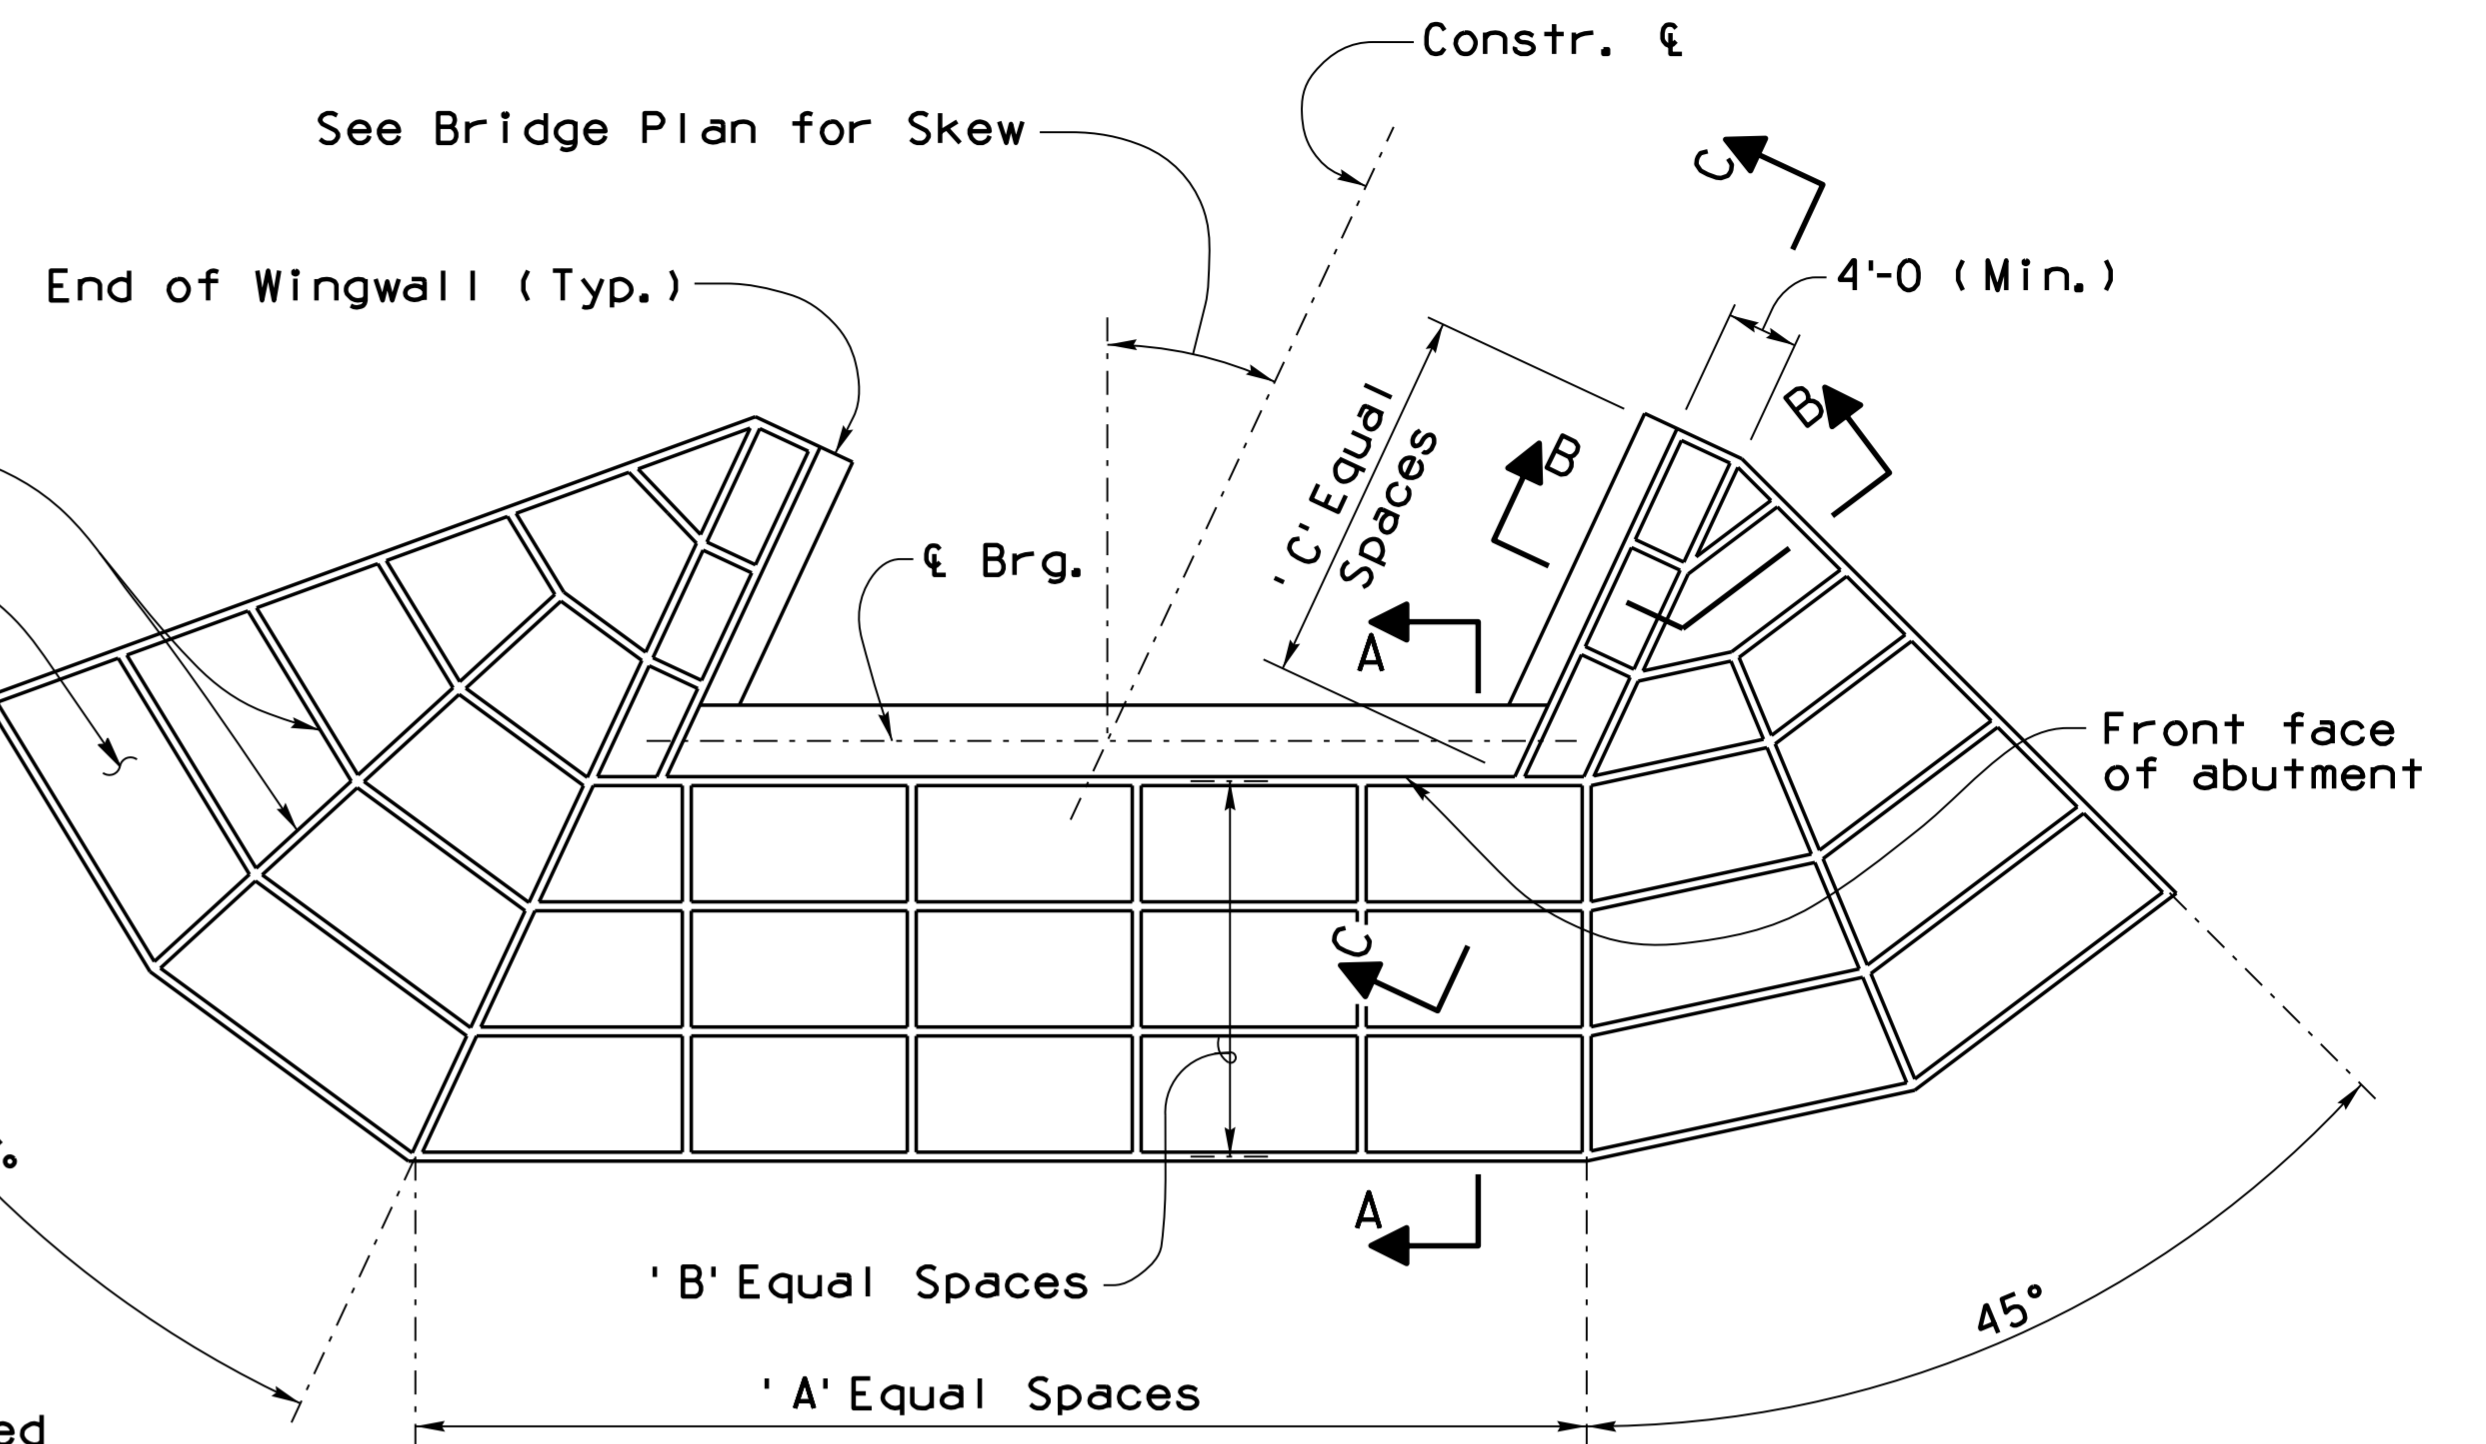 Constr. ℄
See Bridge Plan for Skew
C
4'-0 (Min.)
End of Wingwall (Typ.)
B
B
'C' Equal
Spaces
℄ Brg.
A
Front face
of abutment
C
°
A
'B' Equal Spaces
45°
'A' Equal Spaces
ed